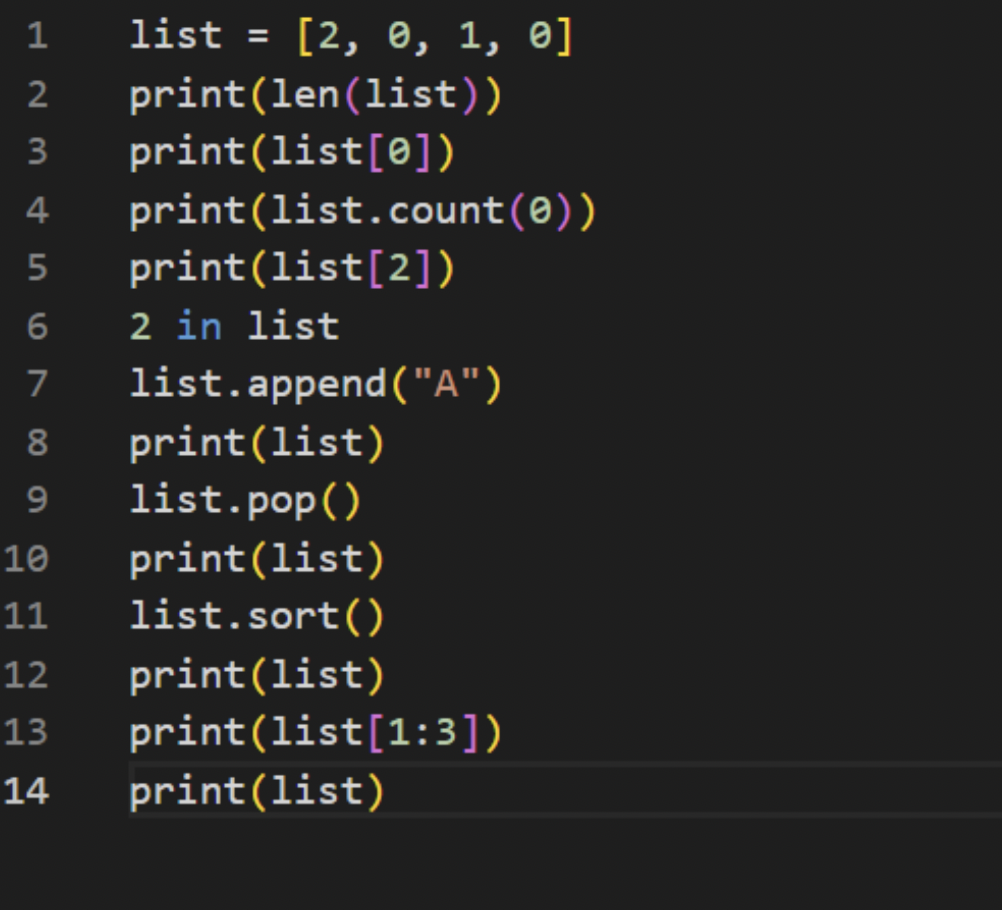 1 list = [2, 0, 1, 0]
2 print(len(list))
3 print(list[0])
4 print(list.count(0))
5 print(list[2])
6 2 in list
7 list.append("A")
8 print(list)
9 list.pop()
10 print(list)
11 list.sort()
12 print(list)
13 print(list[1:3])
14 print(list)